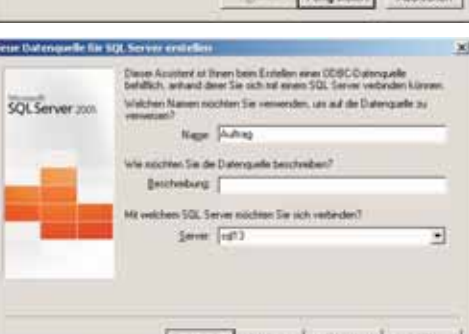 Neue Datenquelle für SQL Server erstellen
Microsoft
SQL Server 2005
Dieser Assistent ist Ihnen beim Erstellen einer ODBC-Datenquelle
behilflich, anhand derer Sie sich mit einem SQL Server verbinden können.
Welchen Namen möchten Sie verwenden, um auf die Datenquelle zu
verweisen?
Name: Auftrag
Wie möchten Sie die Datenquelle beschreiben?
Beschreibung:
Mit welchem SQL Server möchten Sie sich verbinden?
Server: sql13